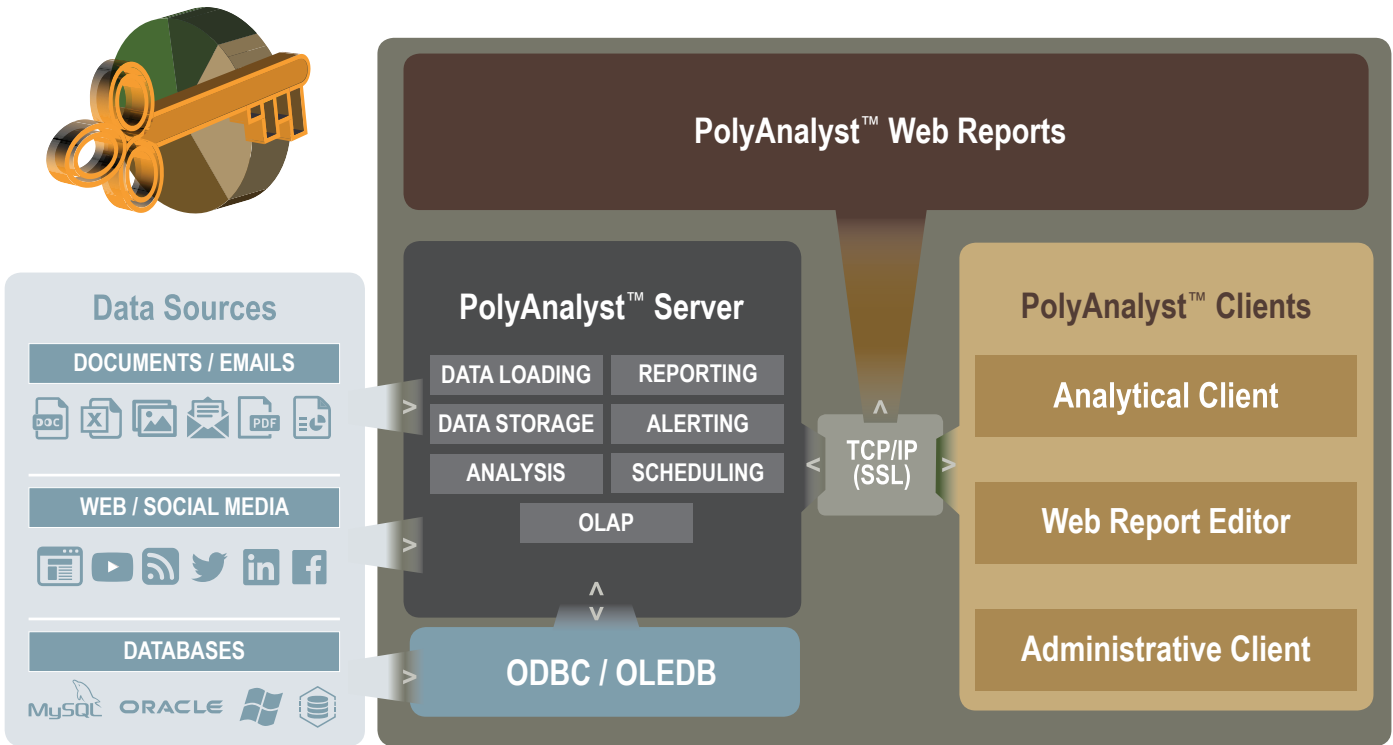 PolyAnalyst™ Web Reports
Data Sources
DOCUMENTS / EMAILS
DOC
X
PDF
WEB / SOCIAL MEDIA
in
f
DATABASES
MySQL
ORACLE
PolyAnalyst™ Server
DATA LOADING
REPORTING
DATA STORAGE
ALERTING
ANALYSIS
SCHEDULING
OLAP
ODBC / OLEDB
TCP/IP
(SSL)
PolyAnalyst™ Clients
Analytical Client
Web Report Editor
Administrative Client